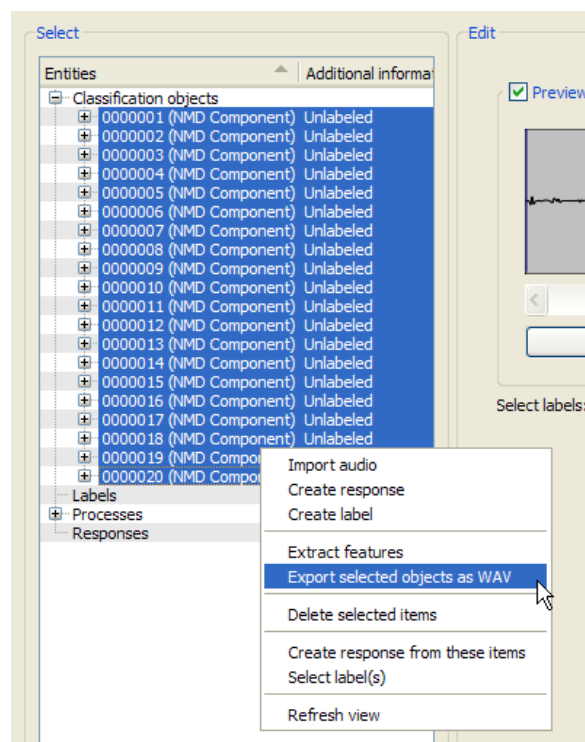 Select
Edit
Entities Additional informa
Preview
Classification objects
0000001 (NMD Component) Unlabeled
0000002 (NMD Component) Unlabeled
0000003 (NMD Component) Unlabeled
0000004 (NMD Component) Unlabeled
0000005 (NMD Component) Unlabeled
0000006 (NMD Component) Unlabeled
0000007 (NMD Component) Unlabeled
0000008 (NMD Component) Unlabeled
0000009 (NMD Component) Unlabeled
0000010 (NMD Component) Unlabeled
0000011 (NMD Component) Unlabeled
0000012 (NMD Component) Unlabeled
0000013 (NMD Component) Unlabeled
0000014 (NMD Component) Unlabeled
0000015 (NMD Component) Unlabeled
0000016 (NMD Component) Unlabeled
0000017 (NMD Component) Unlabeled
0000018 (NMD Component) Unlabeled
0000019 (NMD Compo
0000020 (NMD Compo
Labels
Processes
Responses
Select labels:
Import audio
Create response
Create label
Extract features
Export selected objects as WAV
Delete selected items
Create response from these items
Select label(s)
Refresh view